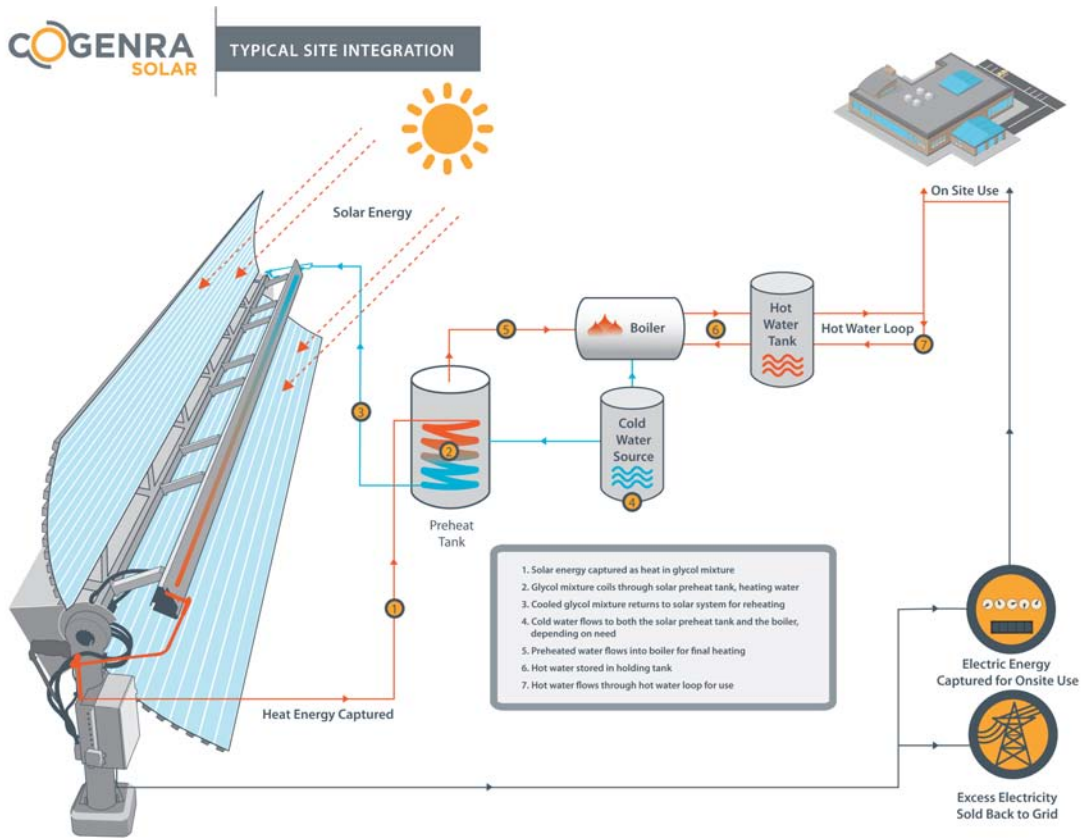 COGENRA
SOLAR
TYPICAL SITE INTEGRATION
Solar Energy
On Site Use
Boiler
Hot
Water
Tank
Hot Water Loop
5
6
7
3
2
Cold
Water
Source
4
Preheat
Tank
1
1. Solar energy captured as heat in glycol mixture
2. Glycol mixture coils through solar preheat tank, heating water
3. Cooled glycol mixture returns to solar system for reheating
4. Cold water flows to both the solar preheat tank and the boiler,
depending on need
5. Preheated water flows into boiler for final heating
6. Hot water stored in holding tank
7. Hot water flows through hot water loop for use
Heat Energy Captured
Electric Energy
Captured for Onsite Use
Excess Electricity
Sold Back to Grid